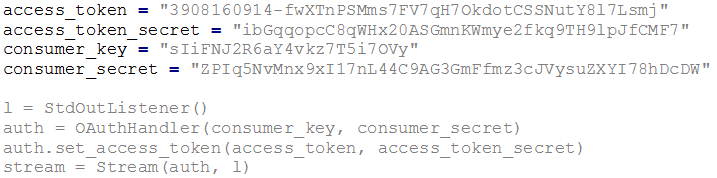 access_token = "3908160914-fwXTnPSMms7FV7qH7OkdotCSSNutY8l7Lsmj"
access_token_secret = "ibGqqopcC8qWHx20ASGmnKWmye2fkq9TH9lpJfCMF7"
consumer_key = "sIiFNJ2R6aY4vkz7T5i7OVy"
consumer_secret = "ZPIq5NvMnx9xI17nL44C9AG3GmFfmz3cJVysuZXYI78hDcDW"
l = StdOutListener()
auth = OAuthHandler(consumer_key, consumer_secret)
auth.set_access_token(access_token, access_token_secret)
stream = Stream(auth, l)